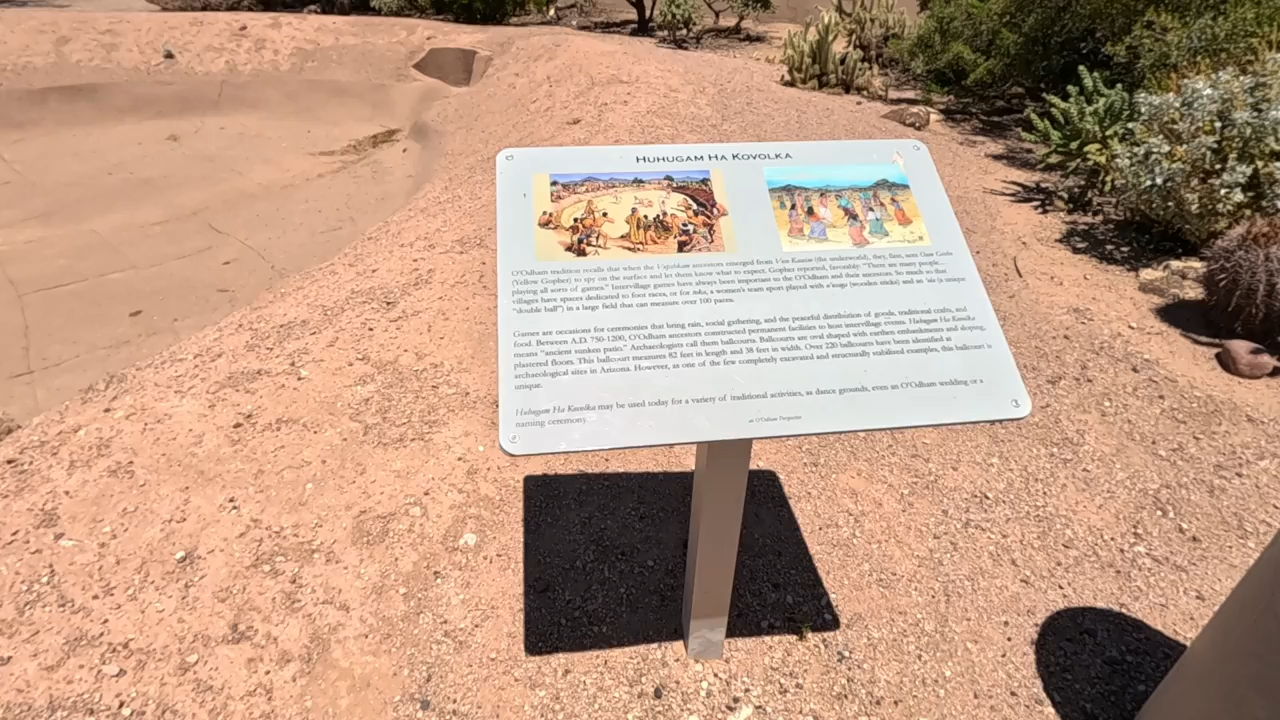 HUHUGAM HA KOVOLKA
O'Odham tradition recalls that when the ancestors emerged from (the underworld), they, first, sent
(Yellow Gopher) to spy on the surface and let them know what to expect. Gopher reported, favorably: "There are many people...
playing all sorts of games." Intervillage games have always been important to the O'Odham and their ancestors. So much so that
villages have spaces dedicated to foot races, or for toka, a women's team sport played with (wooden sticks) and (a unique
"double ball") in a large field that can measure over 100 paces.
Games are occasions for ceremonies that bring rain, social gathering, and the peaceful distribution of goods, traditional crafts, and
food. Between A.D. 750-1200, O'Odham ancestors constructed permanent facilities to host intervillage events. Huhugam Ha Kovolka
means "ancient sunken patio." Archaeologists call them ballcourts. Ballcourts are oval shaped with earthen embankments and sloping,
plastered floors. This ballcourt measures 82 feet in length and 38 feet in width. Over 220 ballcourts have been identified at
archaeological sites in Arizona. However, as one of the few completely excavated and structurally stabilized examples, this ballcourt is
unique.
Huhugam Ha Kovolka may be used today for a variety of traditional activities, as dance grounds, even an O'Odham wedding or a
naming ceremony.
an O'Odham Perspective